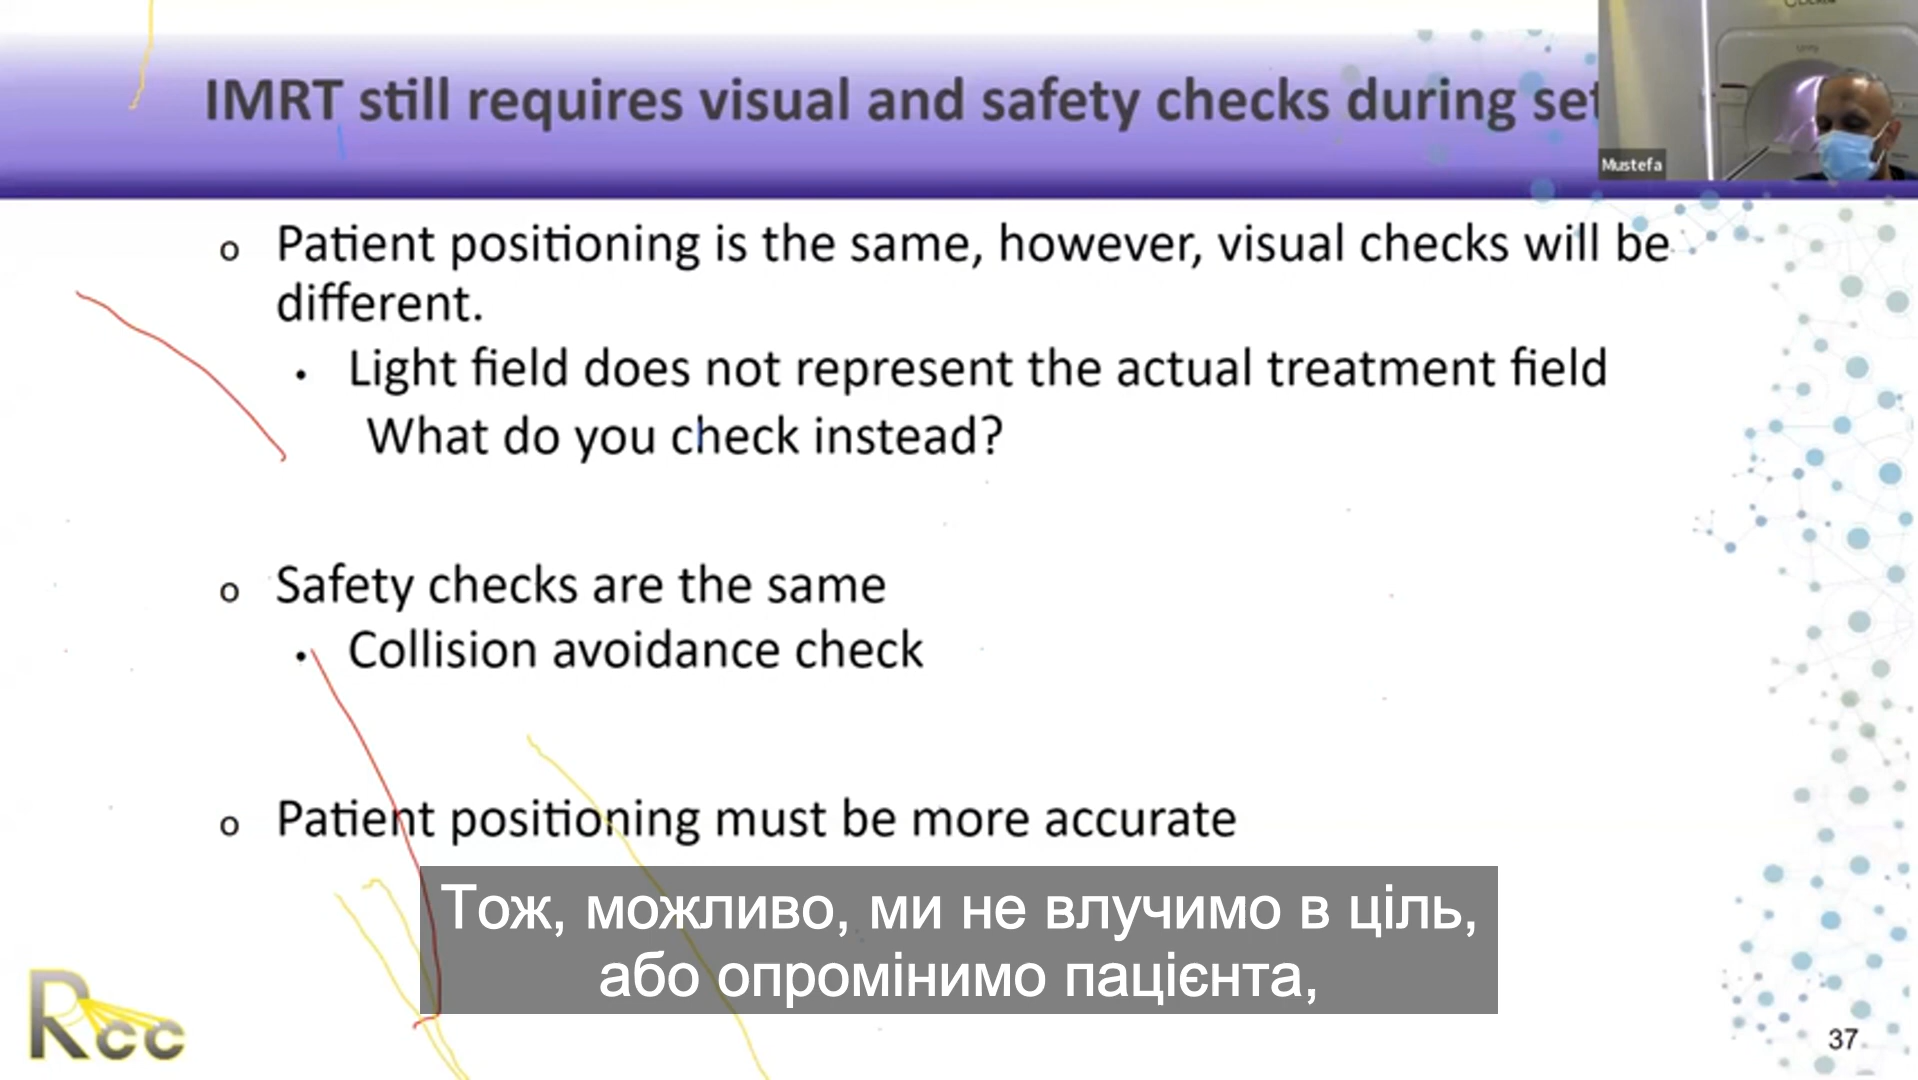 IMRT still requires visual and safety checks during set
Mustefa
o Patient positioning is the same, however, visual checks will be
different.
• Light field does not represent the actual treatment field
What do you check instead?
o Safety checks are the same
• Collision avoidance check
o Patient positioning must be more accurate
Тож, можливо, ми не влучимо в ціль,
або опромінимо пацієнта,
Rcc
37